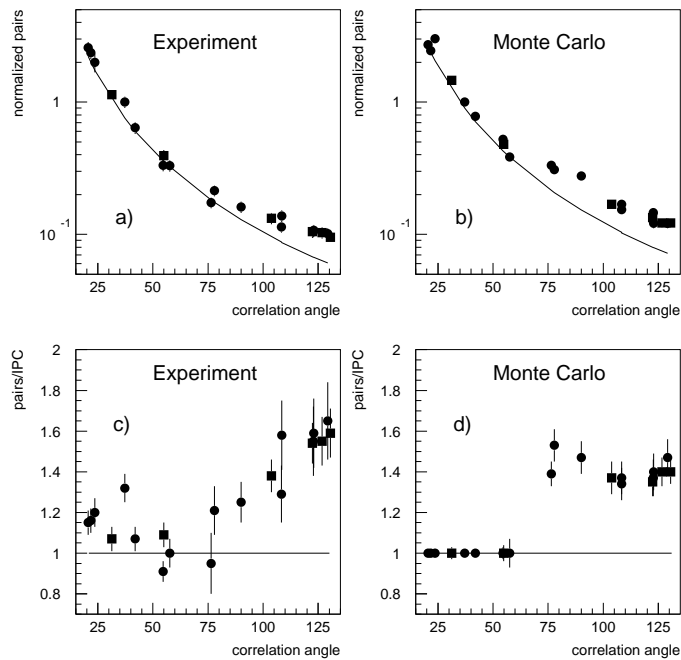 normalized pairs
Experiment
1
10⁻¹
a)
25 50 75 100 125
correlation angle
normalized pairs
Monte Carlo
1
10⁻¹
b)
25 50 75 100 125
correlation angle
pairs/IPC
Experiment
c)
2
1.8
1.6
1.4
1.2
1
0.8
25 50 75 100 125
correlation angle
pairs/IPC
Monte Carlo
d)
2
1.8
1.6
1.4
1.2
1
0.8
25 50 75 100 125
correlation angle